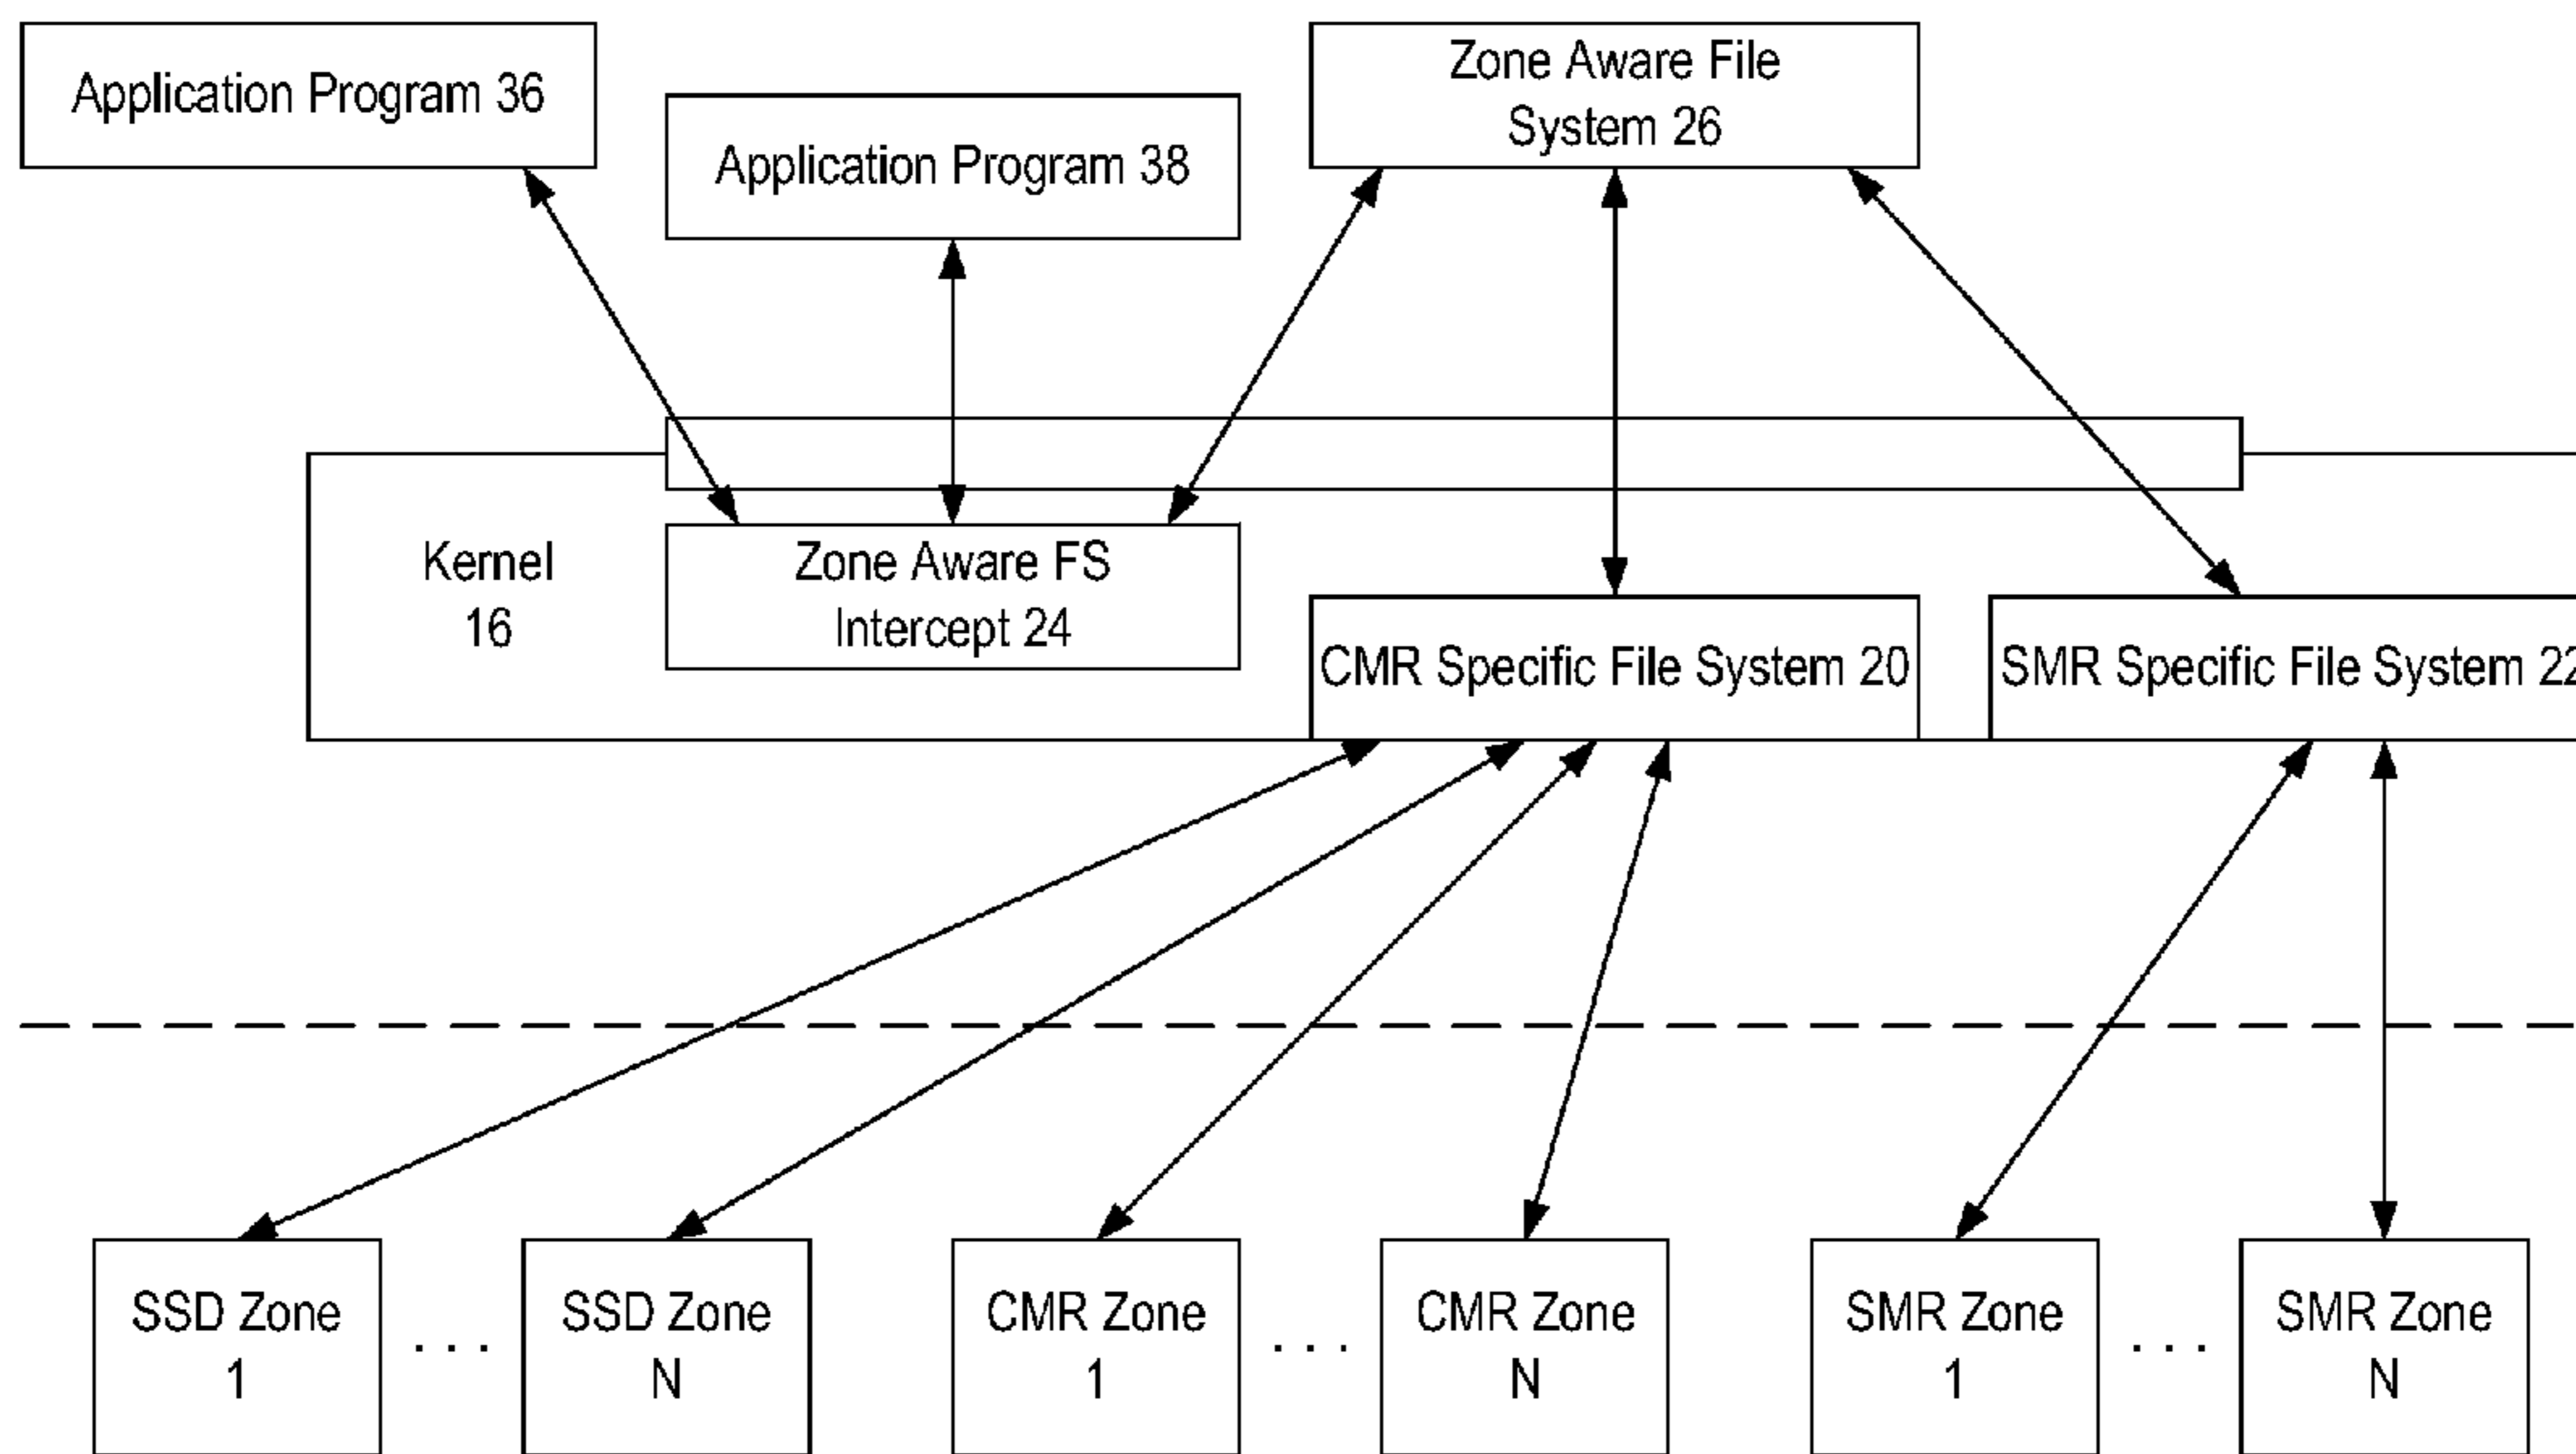 Application Program 36
Application Program 38
Zone Aware File
System 26
Kernel
16
Zone Aware FS
Intercept 24
CMR Specific File System 20
SMR Specific File System 22
SSD Zone
1
. . .
SSD Zone
N
CMR Zone
1
. . .
CMR Zone
N
SMR Zone
1
. . .
SMR Zone
N